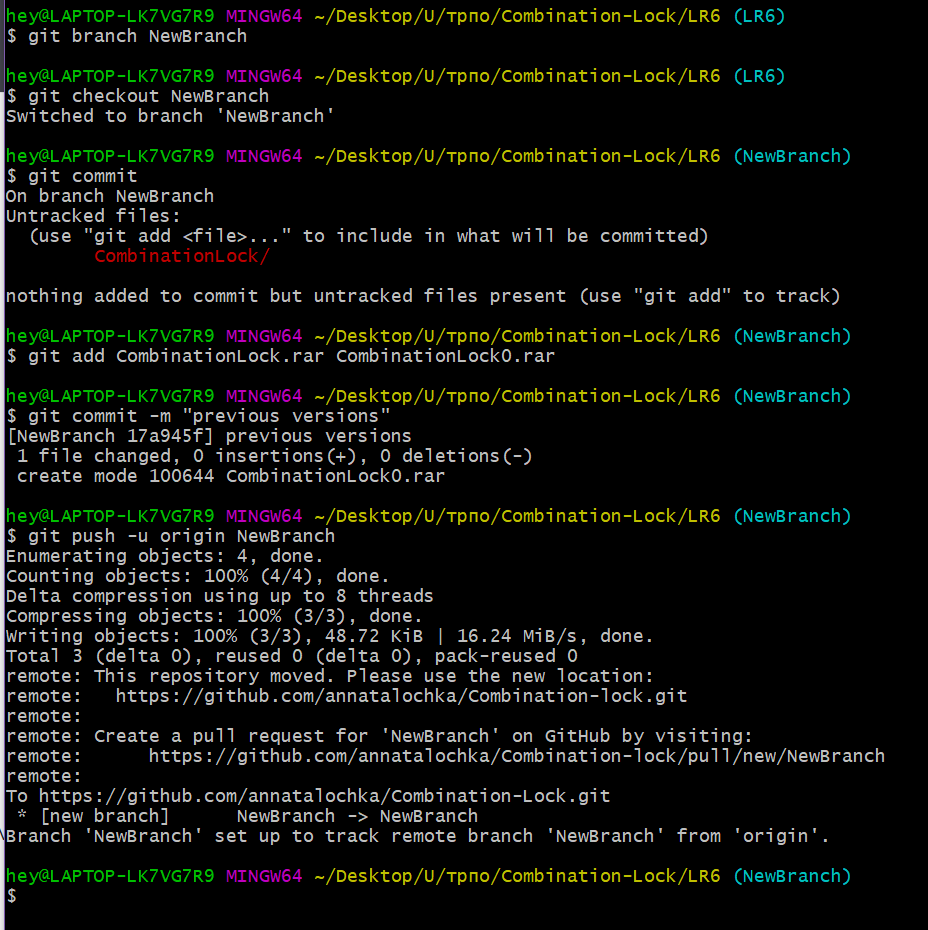 hey@LAPTOP-LK7VG7R9 MINGW64 ~/Desktop/U/трпо/Combination-Lock/LR6 (LR6)
$ git branch NewBranch
hey@LAPTOP-LK7VG7R9 MINGW64 ~/Desktop/U/трпо/Combination-Lock/LR6 (LR6)
$ git checkout NewBranch
Switched to branch 'NewBranch'
hey@LAPTOP-LK7VG7R9 MINGW64 ~/Desktop/U/трпо/Combination-Lock/LR6 (NewBranch)
$ git commit
On branch NewBranch
Untracked files:
  (use "git add <file>..." to include in what will be committed)
        CombinationLock/
nothing added to commit but untracked files present (use "git add" to track)
hey@LAPTOP-LK7VG7R9 MINGW64 ~/Desktop/U/трпо/Combination-Lock/LR6 (NewBranch)
$ git add CombinationLock.rar CombinationLock0.rar
hey@LAPTOP-LK7VG7R9 MINGW64 ~/Desktop/U/трпо/Combination-Lock/LR6 (NewBranch)
$ git commit -m "previous versions"
[NewBranch 17a945f] previous versions
 1 file changed, 0 insertions(+), 0 deletions(-)
 create mode 100644 CombinationLock0.rar
hey@LAPTOP-LK7VG7R9 MINGW64 ~/Desktop/U/трпо/Combination-Lock/LR6 (NewBranch)
$ git push -u origin NewBranch
Enumerating objects: 4, done.
Counting objects: 100% (4/4), done.
Delta compression using up to 8 threads
Compressing objects: 100% (3/3), done.
Writing objects: 100% (3/3), 48.72 KiB | 16.24 MiB/s, done.
Total 3 (delta 0), reused 0 (delta 0), pack-reused 0
remote: This repository moved. Please use the new location:
remote:   https://github.com/annatalochka/Combination-lock.git
remote:
remote: Create a pull request for 'NewBranch' on GitHub by visiting:
remote:      https://github.com/annatalochka/Combination-lock/pull/new/NewBranch
remote:
To https://github.com/annatalochka/Combination-Lock.git
 * [new branch]      NewBranch -> NewBranch
Branch 'NewBranch' set up to track remote branch 'NewBranch' from 'origin'.
hey@LAPTOP-LK7VG7R9 MINGW64 ~/Desktop/U/трпо/Combination-Lock/LR6 (NewBranch)
$